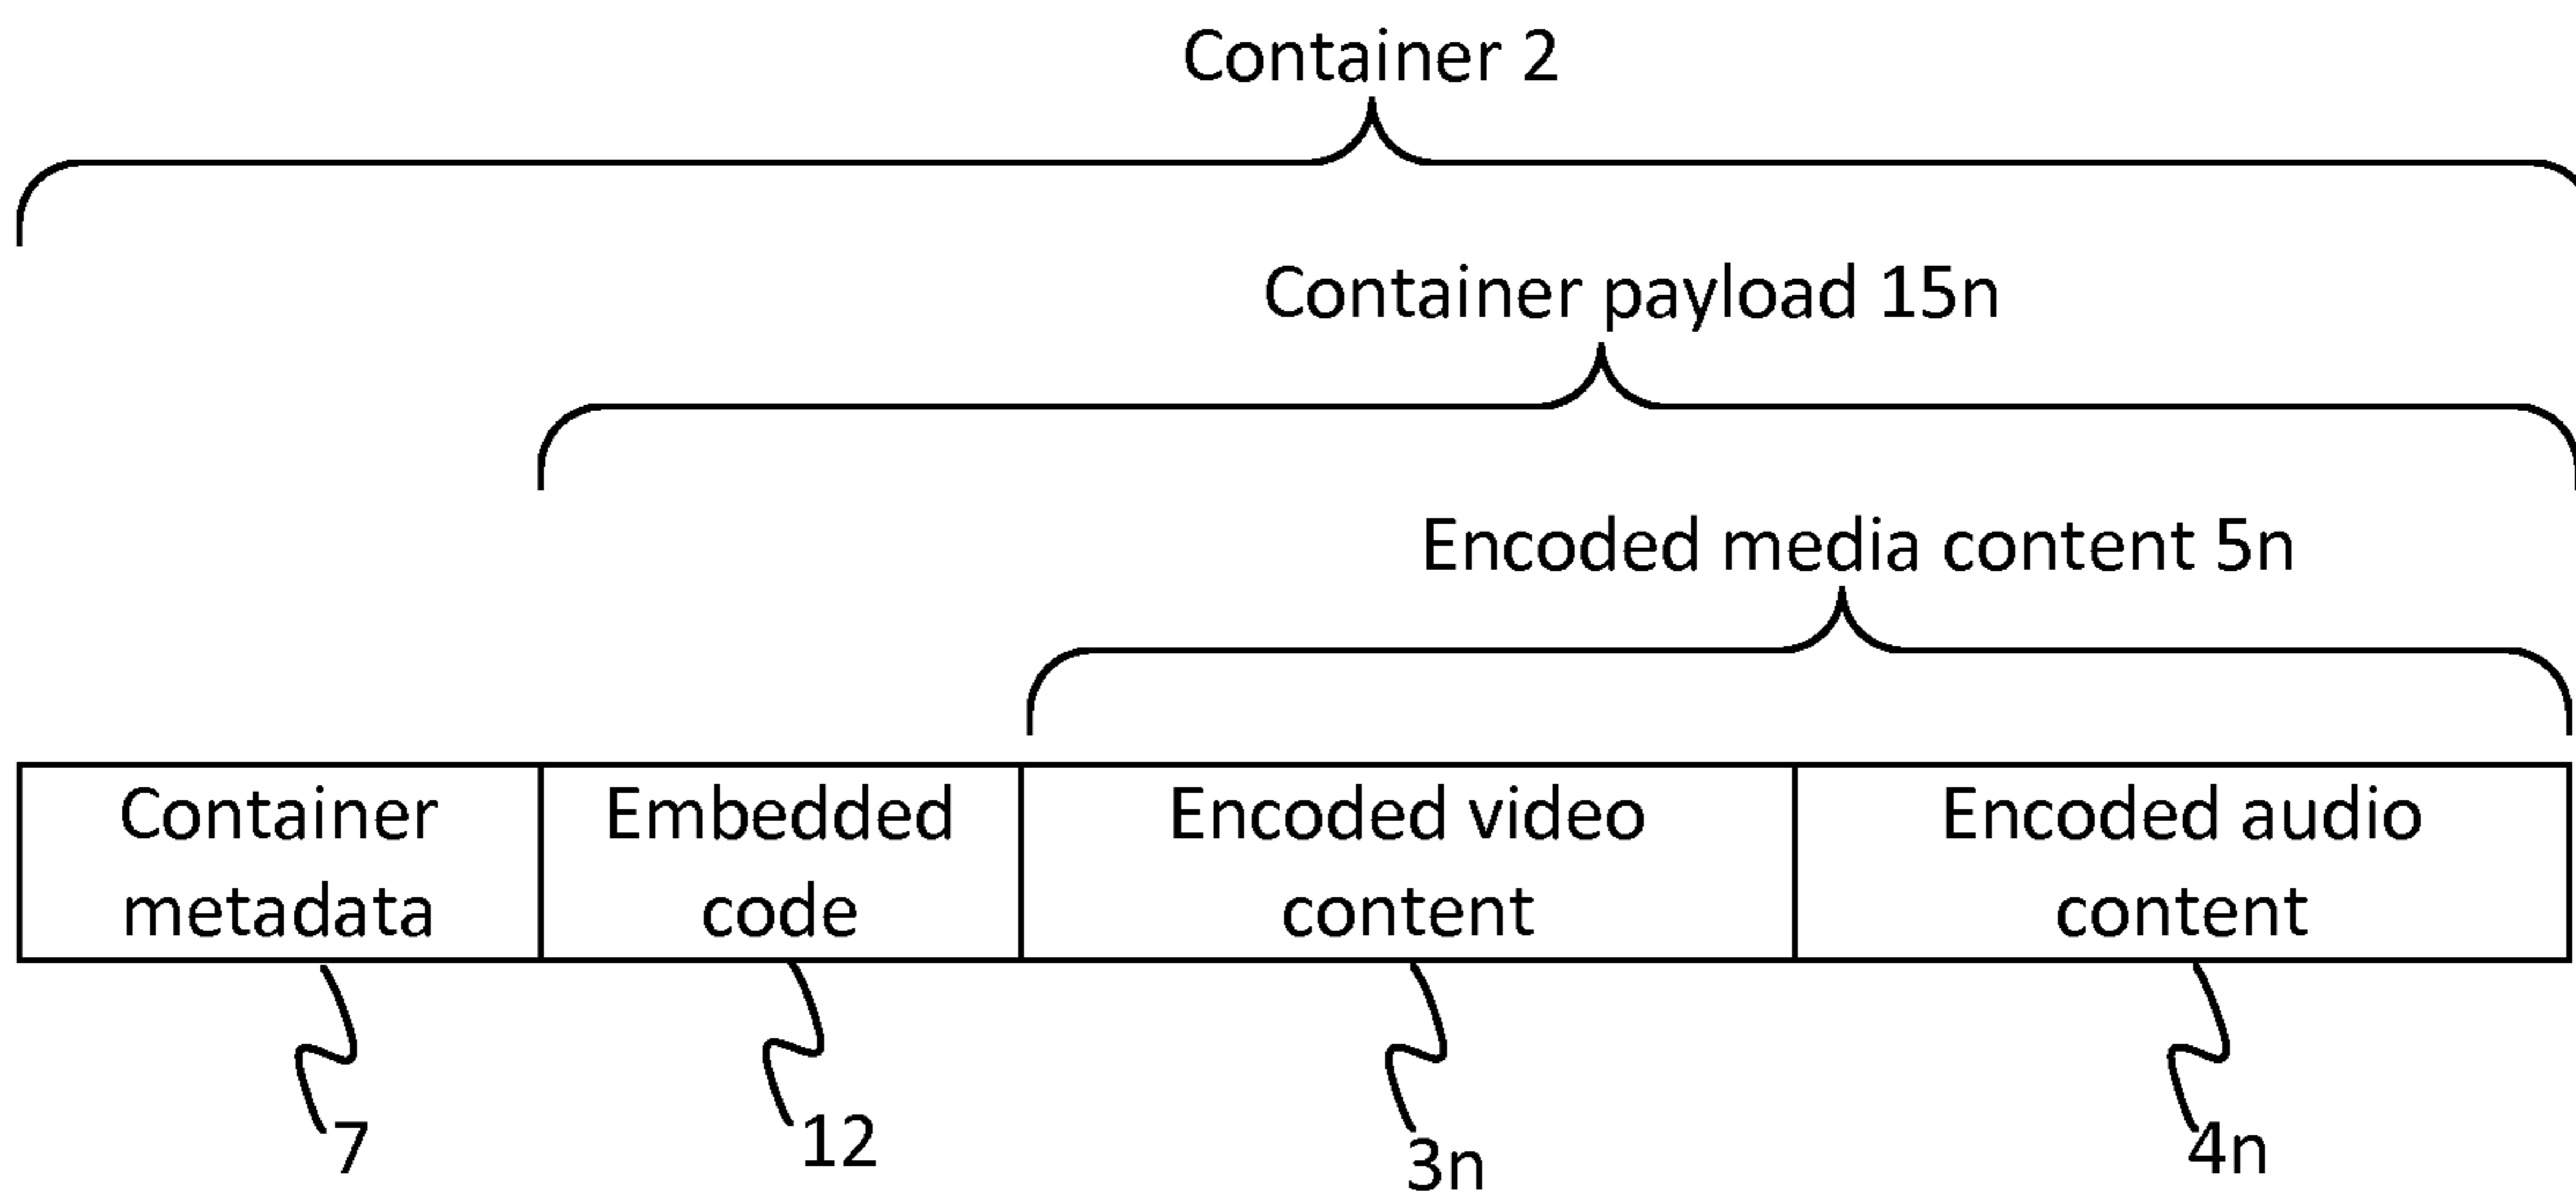 Container 2
Container payload 15n
Encoded media content 5n
Container
metadata
Embedded
code
Encoded video
content
Encoded audio
content
7
12
3n
4n